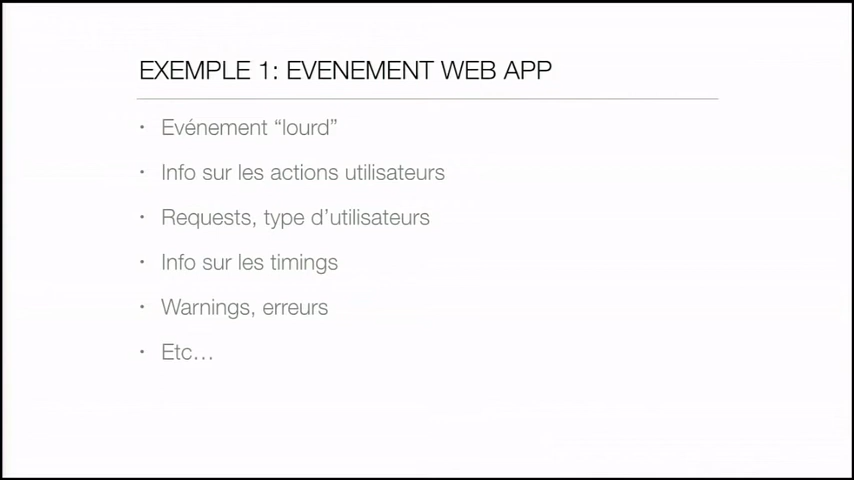 EXEMPLE 1: EVENEMENT WEB APP
• Evénement “lourd”
• Info sur les actions utilisateurs
• Requests, type d’utilisateurs
• Info sur les timings
• Warnings, erreurs
• Etc…